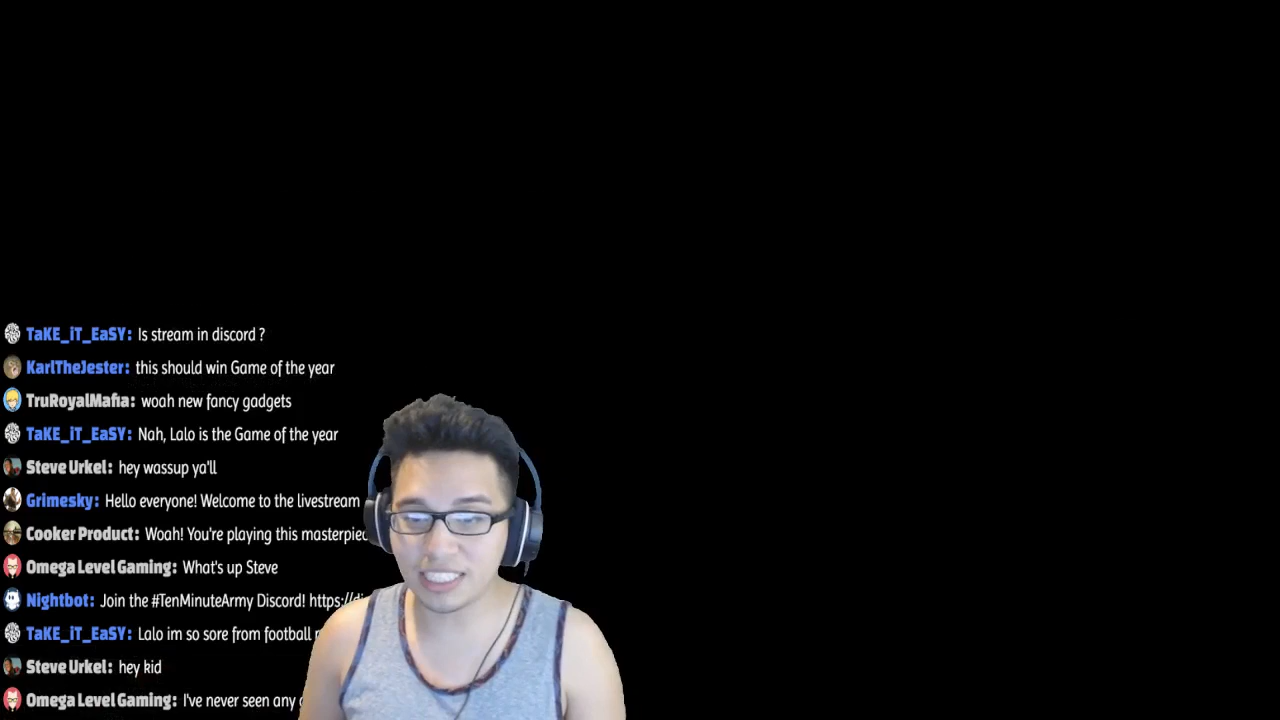 TaKE_iT_EaSY: Is stream in discord ?
KarlTheJester: this should win Game of the year
TruRoyalMafia: woah new fancy gadgets
TaKE_iT_EaSY: Nah, Lalo is the Game of the year
Steve Urkel: hey wassup ya'll
Grimesky: Hello everyone! Welcome to the livestream
Cooker Product: Woah! You're playing this masterpiec
Omega Level Gaming: What's up Steve
Nightbot: Join the #TenMinuteArmy Discord! https://di
TaKE_iT_EaSY: Lalo im so sore from football
Steve Urkel: hey kid
Omega Level Gaming: I've never seen any